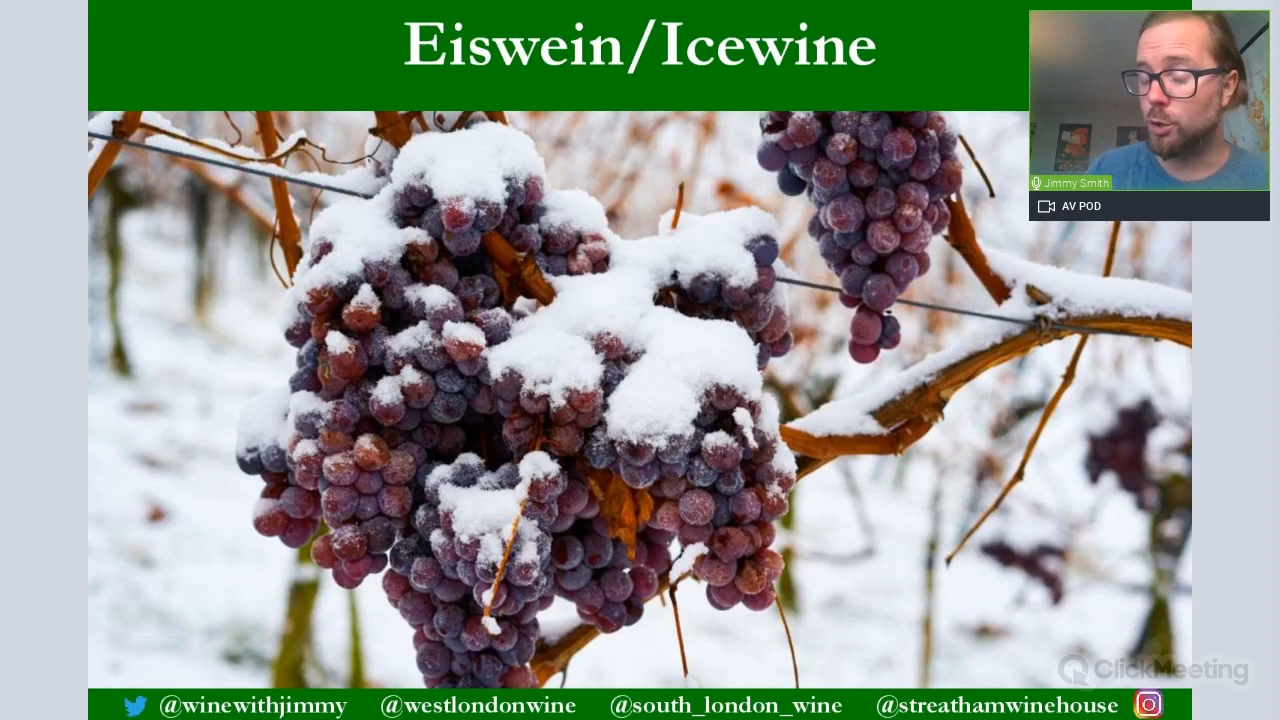 Eiswein/Icewine
Jimmy Smith
AV POD
ClickMeeting
@winewithjimmy @westlondonwine @south_london_wine @streathamwinehouse